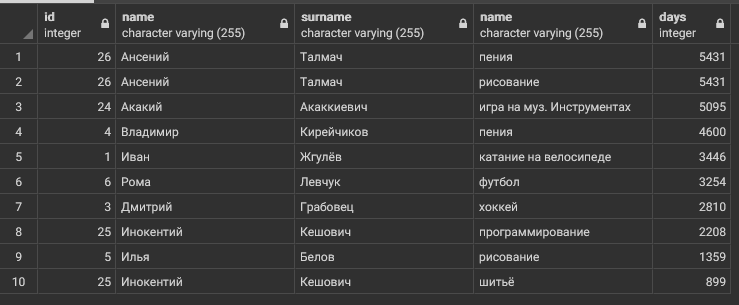 id name surname name days
integer character varying (255) character varying (255) character varying (255) integer
1 26 Ансений Талмач пения 5431
2 26 Ансений Талмач рисование 5431
3 24 Акакий Акаккиевич игра на муз. Инструментах 5095
4 4 Владимир Кирейчиков пения 4600
5 1 Иван Жгулёв катание на велосипеде 3446
6 6 Рома Левчук футбол 3254
7 3 Дмитрий Грабовец хоккей 2810
8 25 Инокентий Кешович программирование 2208
9 5 Илья Белов рисование 1359
10 25 Инокентий Кешович шитьё 899